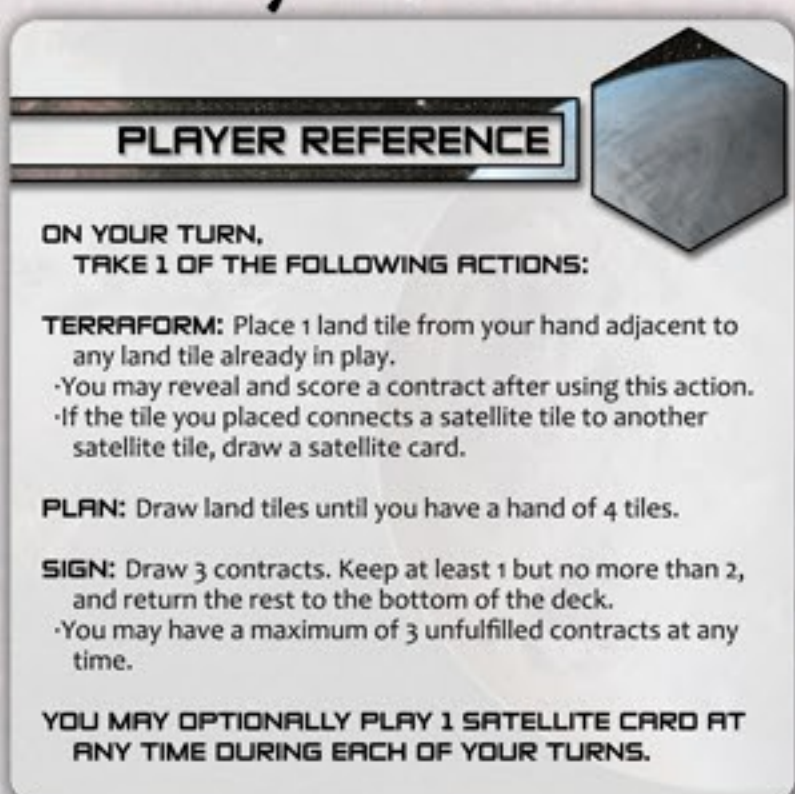 PLAYER REFERENCE
ON YOUR TURN,
TAKE 1 OF THE FOLLOWING ACTIONS:
TERRAFORM: Place 1 land tile from your hand adjacent to
any land tile already in play.
·You may reveal and score a contract after using this action.
·If the tile you placed connects a satellite tile to another
satellite tile, draw a satellite card.
PLAN: Draw land tiles until you have a hand of 4 tiles.
SIGN: Draw 3 contracts. Keep at least 1 but no more than 2,
and return the rest to the bottom of the deck.
·You may have a maximum of 3 unfulfilled contracts at any
time.
YOU MAY OPTIONALLY PLAY 1 SATELLITE CARD AT
ANY TIME DURING EACH OF YOUR TURNS.